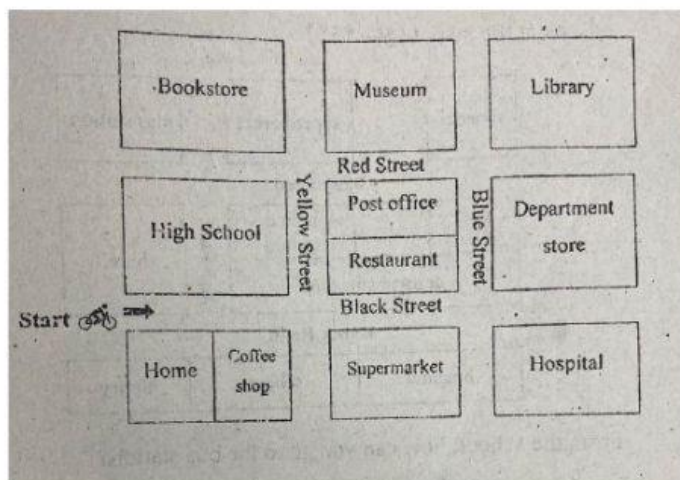 Bookstore
Museum
Library
Red Street
Yellow Street
Blue Street
High School
Post office
Restaurant
Department
store
Black Street
Start
Home
Coffee
shop
Supermarket
Hospital